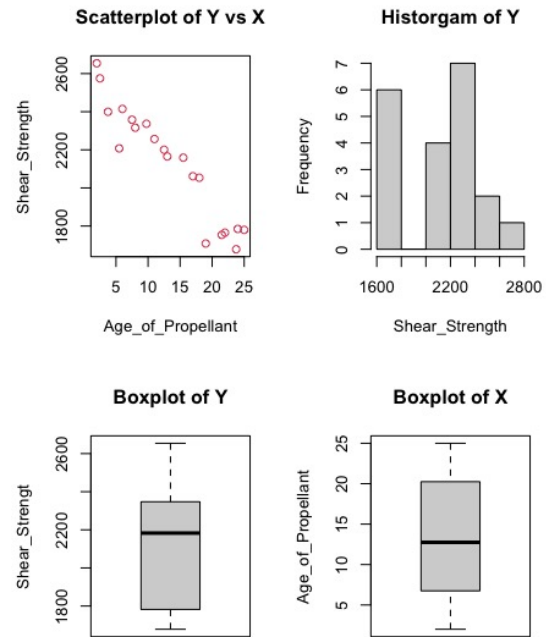 Scatterplot of Y vs X
Shear_Strength
2600
2200
1800
5 10 15 20 25
Age_of_Propellant
Historgam of Y
Frequency
7
6
5
4
3
2
1
0
1600 2200 2800
Shear_Strength
Boxplot of Y
Shear_Strengt
2600
2200
1800
Boxplot of X
Age_of_Propellant
25
20
15
10
5